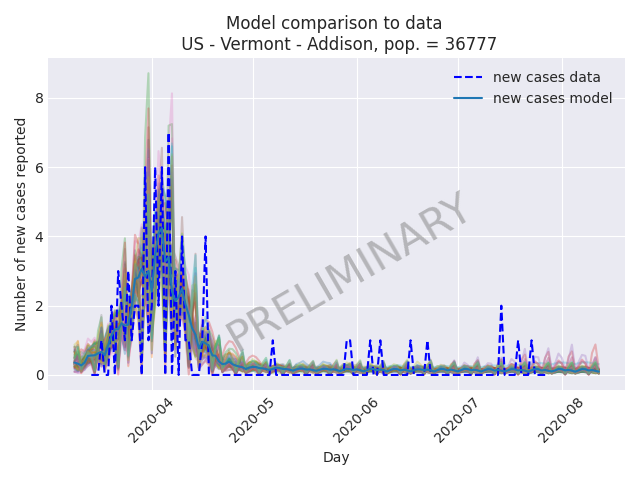 Model comparison to data
US - Vermont - Addison, pop. = 36777
new cases data
new cases model
Number of new cases reported
8
6
4
2
0
PRELIMINARY
2020-04
2020-05
2020-06
2020-07
2020-08
Day